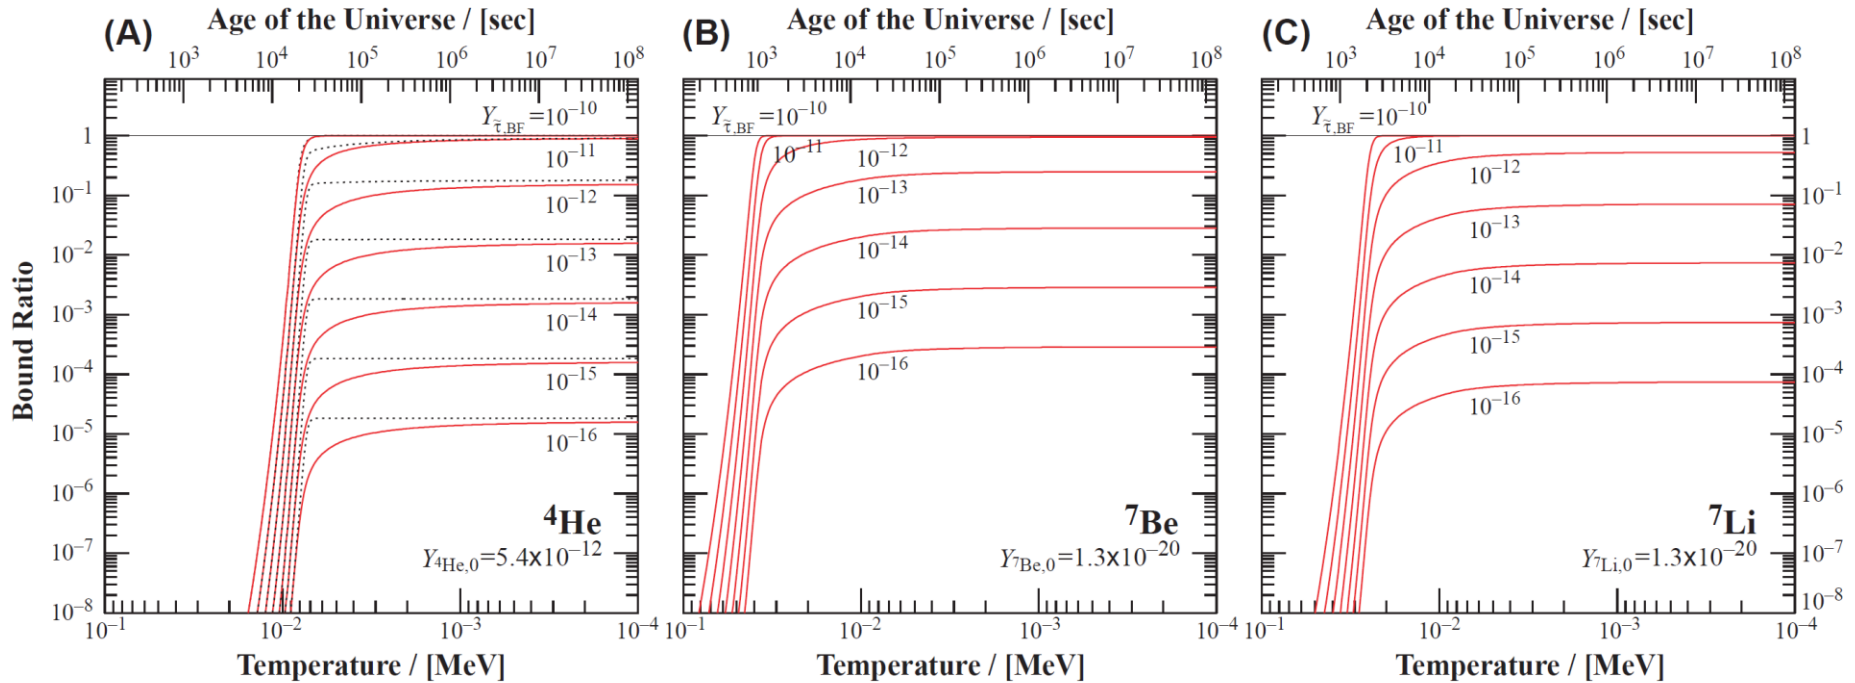 (A) Age of the Universe / [sec]
10³ 10⁴ 10⁵ 10⁶ 10⁷ 10⁸
Y_τ̃,BF=10⁻¹⁰
10⁻¹¹
10⁻¹²
10⁻¹³
10⁻¹⁴
10⁻¹⁵
10⁻¹⁶
⁴He
Y_⁴He,0=5.4x10⁻¹²
Bound Ratio
1
10⁻¹
10⁻²
10⁻³
10⁻⁴
10⁻⁵
10⁻⁶
10⁻⁷
10⁻⁸
10⁻¹ 10⁻² 10⁻³ 10⁻⁴
Temperature / [MeV]
(B) Age of the Universe / [sec]
10³ 10⁴ 10⁵ 10⁶ 10⁷ 10⁸
Y_τ̃,BF=10⁻¹⁰
10⁻¹¹
10⁻¹²
10⁻¹³
10⁻¹⁴
10⁻¹⁵
10⁻¹⁶
⁷Be
Y_⁷Be,0=1.3x10⁻²⁰
10⁻¹ 10⁻² 10⁻³ 10⁻⁴
Temperature / [MeV]
(C) Age of the Universe / [sec]
10³ 10⁴ 10⁵ 10⁶ 10⁷ 10⁸
Y_τ̃,BF=10⁻¹⁰
10⁻¹¹
10⁻¹²
10⁻¹³
10⁻¹⁴
10⁻¹⁵
10⁻¹⁶
⁷Li
Y_⁷Li,0=1.3x10⁻²⁰
1
10⁻¹
10⁻²
10⁻³
10⁻⁴
10⁻�5
10⁻⁶
10⁻⁷
10⁻⁸
10⁻¹ 10⁻² 10⁻³ 10⁻⁴
Temperature / [MeV]